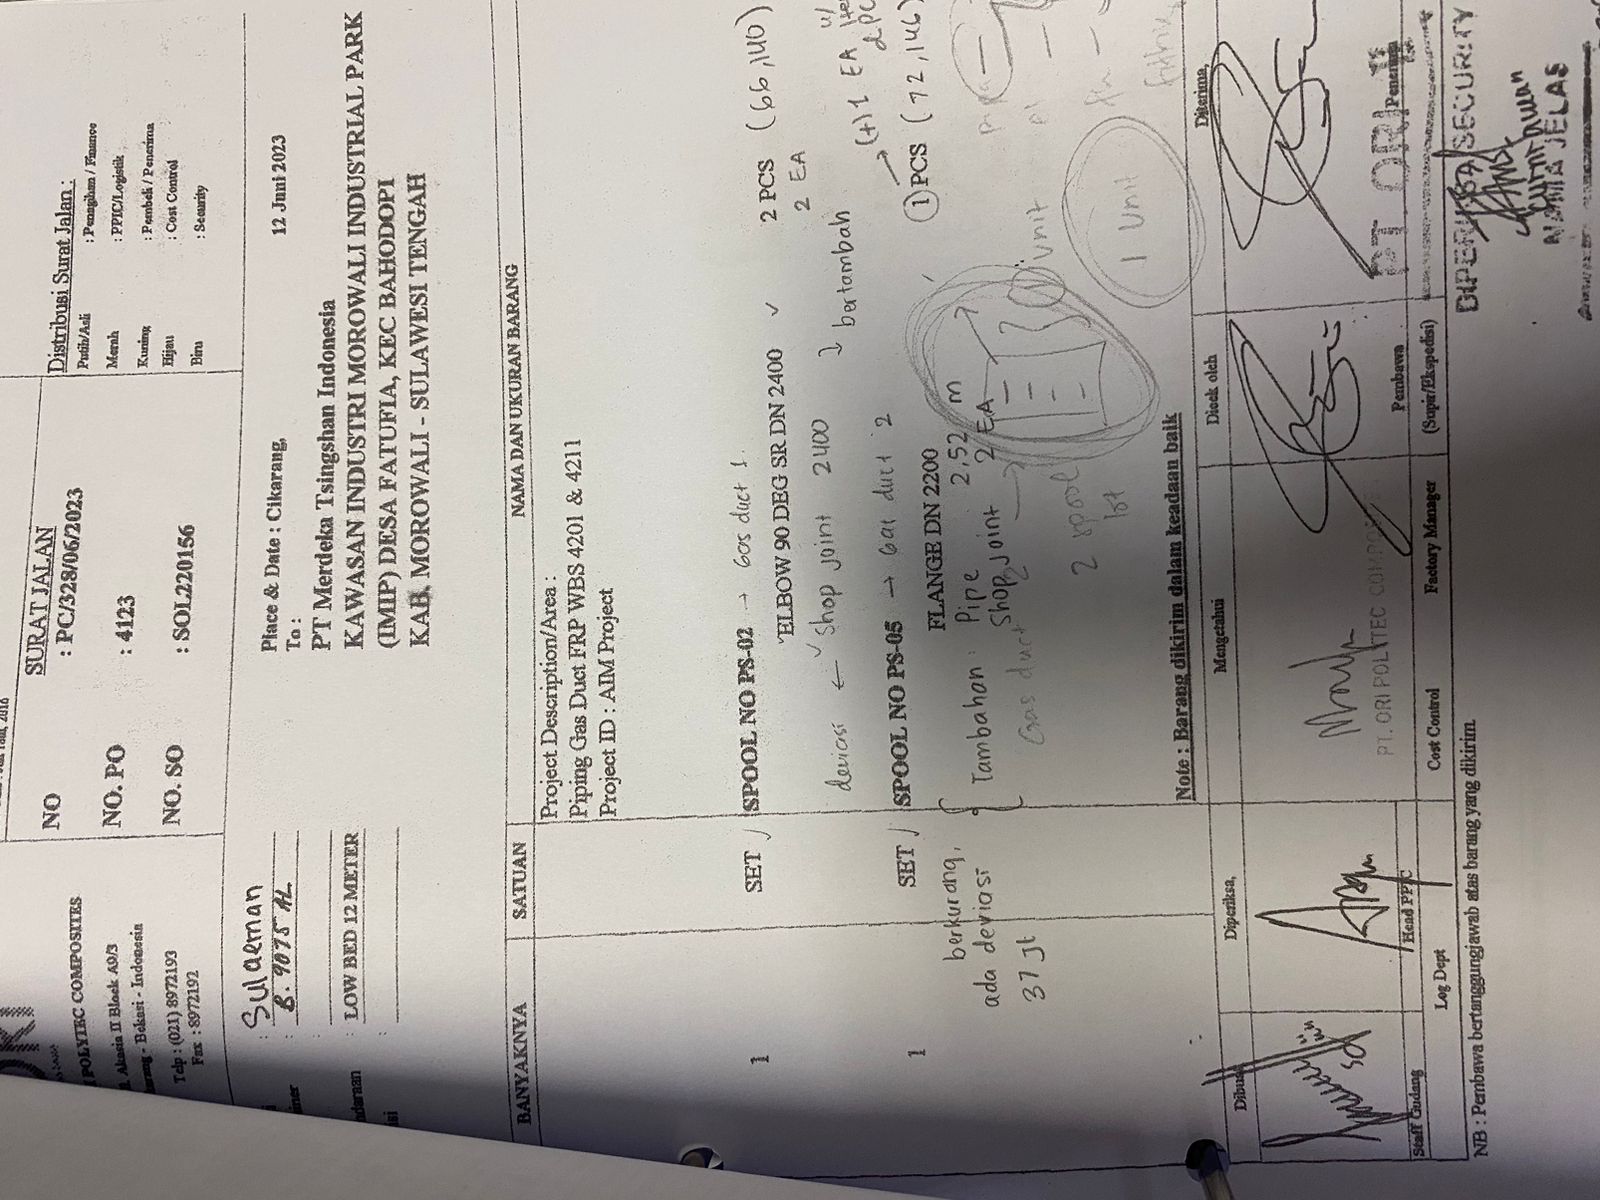 POLYTEC COMPOSITES
Akasia II Block A9/3
Bekasi - Indonesia
Telp : (021) 8972193
Fax : 8972192
SURAT JALAN
NO : PC/328/06/2023
NO. PO : 4123
NO. SO : SOL220156
Distribusi Surat Jalan :
Putih/Asli : Penagihan / Finance
Merah : PPIC/Logistik
Kuning : Pembek / Penerima
Hijau : Cost Control
Biru : Security
: Sulaeman
B. 9075 AL
: LOW BED 12 METER
Place & Date : Cikarang, 12 Juni 2023
To :
PT Merdeka Tsingshan Indonesia
KAWASAN INDUSTRI MOROWALI INDUSTRIAL PARK
(IMIP) DESA FATUFIA, KEC BAHODOPI
KAB, MOROWALI - SULAWESI TENGAH
BANYAKNYA SATUAN NAMA DAN UKURAN BARANG
Project Description/Area :
Piping Gas Duct FRP WBS 4201 & 4211
Project ID : AIM Project
1 SET SPOOL NO PS-02 → Gas duct 1.
ELBOW 90 DEG SR DN 2400 ✓ 2 PCS (66,140)
deviasi ← Shop joint 2400 2 EA
↳ bertambah
1 SET SPOOL NO PS-05 → Gas duct 2
(+) 1 EA
FLANGE DN 2200 1 PCS (72,146)
berkurang, ada deviasi
37 Jt
Tambahan : Pipe 2,52 m
Shop joint 2 EA
Gas duct 2
2 spool
lot
unit
1 unit
Note : Barang dikirim dalam keadaan baik
Dibuat Diperiksa, Mengetahui Dicek oleh Diterima,
PT. ORI POLYTEC COMPOSITES
PT. ORI
Staff Gudang Head PPIC Cost Control Factory Manager Pembawa Penerima
Log Dept (Supir/Ekspedisi)
NB : Pembawa bertanggungjawab atas barang yang dikirim
DIPERIKSA SECURITY
NAMA JELAS